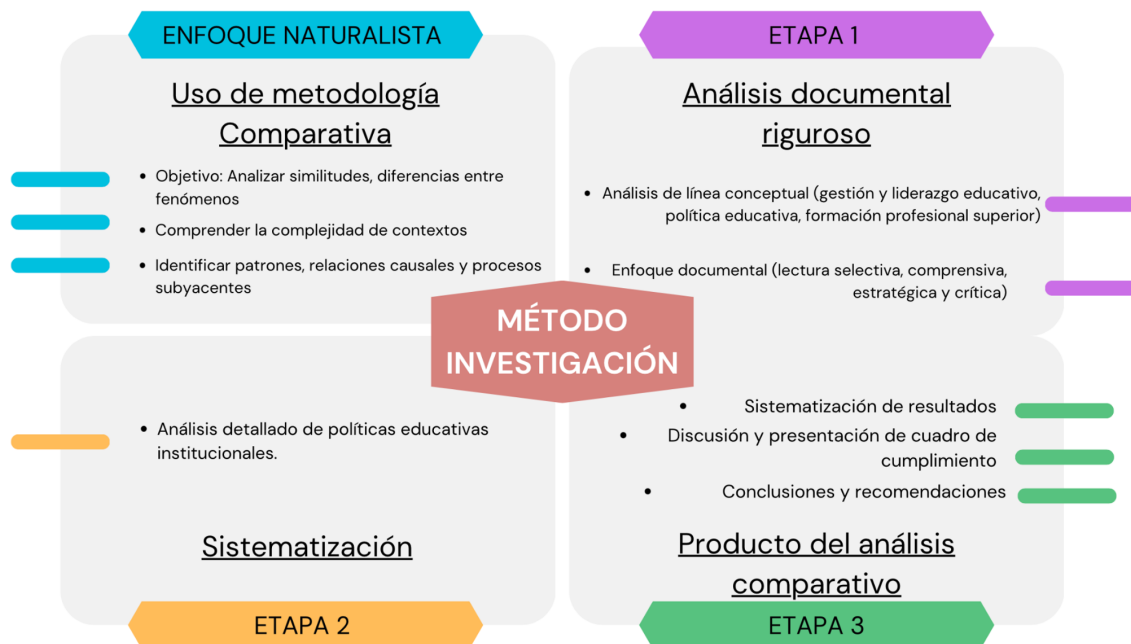 ENFOQUE NATURALISTA
Uso de metodología
Comparativa
• Objetivo: Analizar similitudes, diferencias entre
fenómenos
• Comprender la complejidad de contextos
• Identificar patrones, relaciones causales y procesos
subyacentes
ETAPA 1
Análisis documental
riguroso
• Análisis de línea conceptual (gestión y liderazgo educativo,
política educativa, formación profesional superior)
• Enfoque documental (lectura selectiva, comprensiva,
estratégica y crítica)
MÉTODO
INVESTIGACIÓN
• Análisis detallado de políticas educativas
institucionales.
Sistematización
ETAPA 2
• Sistematización de resultados
• Discusión y presentación de cuadro de
cumplimiento
• Conclusiones y recomendaciones
Producto del análisis
comparativo
ETAPA 3